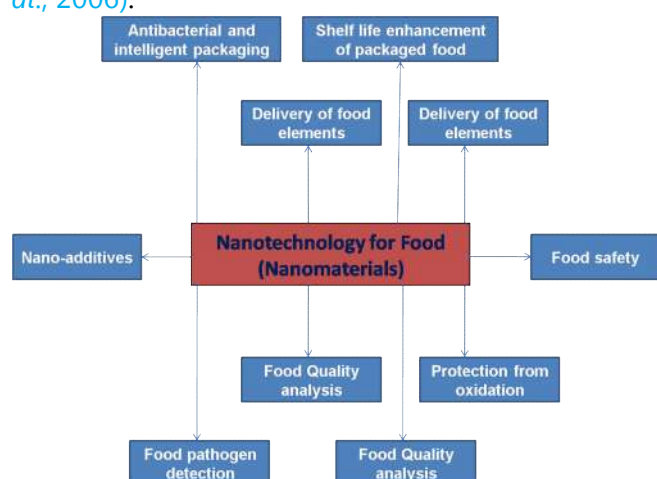 al., 2006).
Antibacterial and
intelligent packaging
Shelf life enhancement
of packaged food
Delivery of food
elements
Delivery of food
elements
Nanotechnology for Food
(Nanomaterials)
Nano-additives
Food safety
Food Quality
analysis
Protection from
oxidation
Food pathogen
detection
Food Quality
analysis